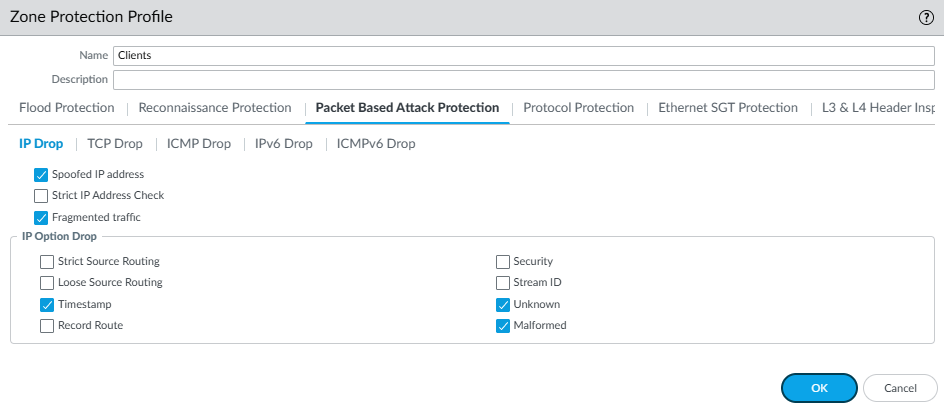 Zone Protection Profile
Name Clients
Description
Flood Protection Reconnaissance Protection Packet Based Attack Protection Protocol Protection Ethernet SGT Protection L3 & L4 Header Insp
IP Drop TCP Drop ICMP Drop IPv6 Drop ICMPv6 Drop
Spoofed IP address
Strict IP Address Check
Fragmented traffic
IP Option Drop
Strict Source Routing Security
Loose Source Routing Stream ID
Timestamp Unknown
Record Route Malformed
OK Cancel